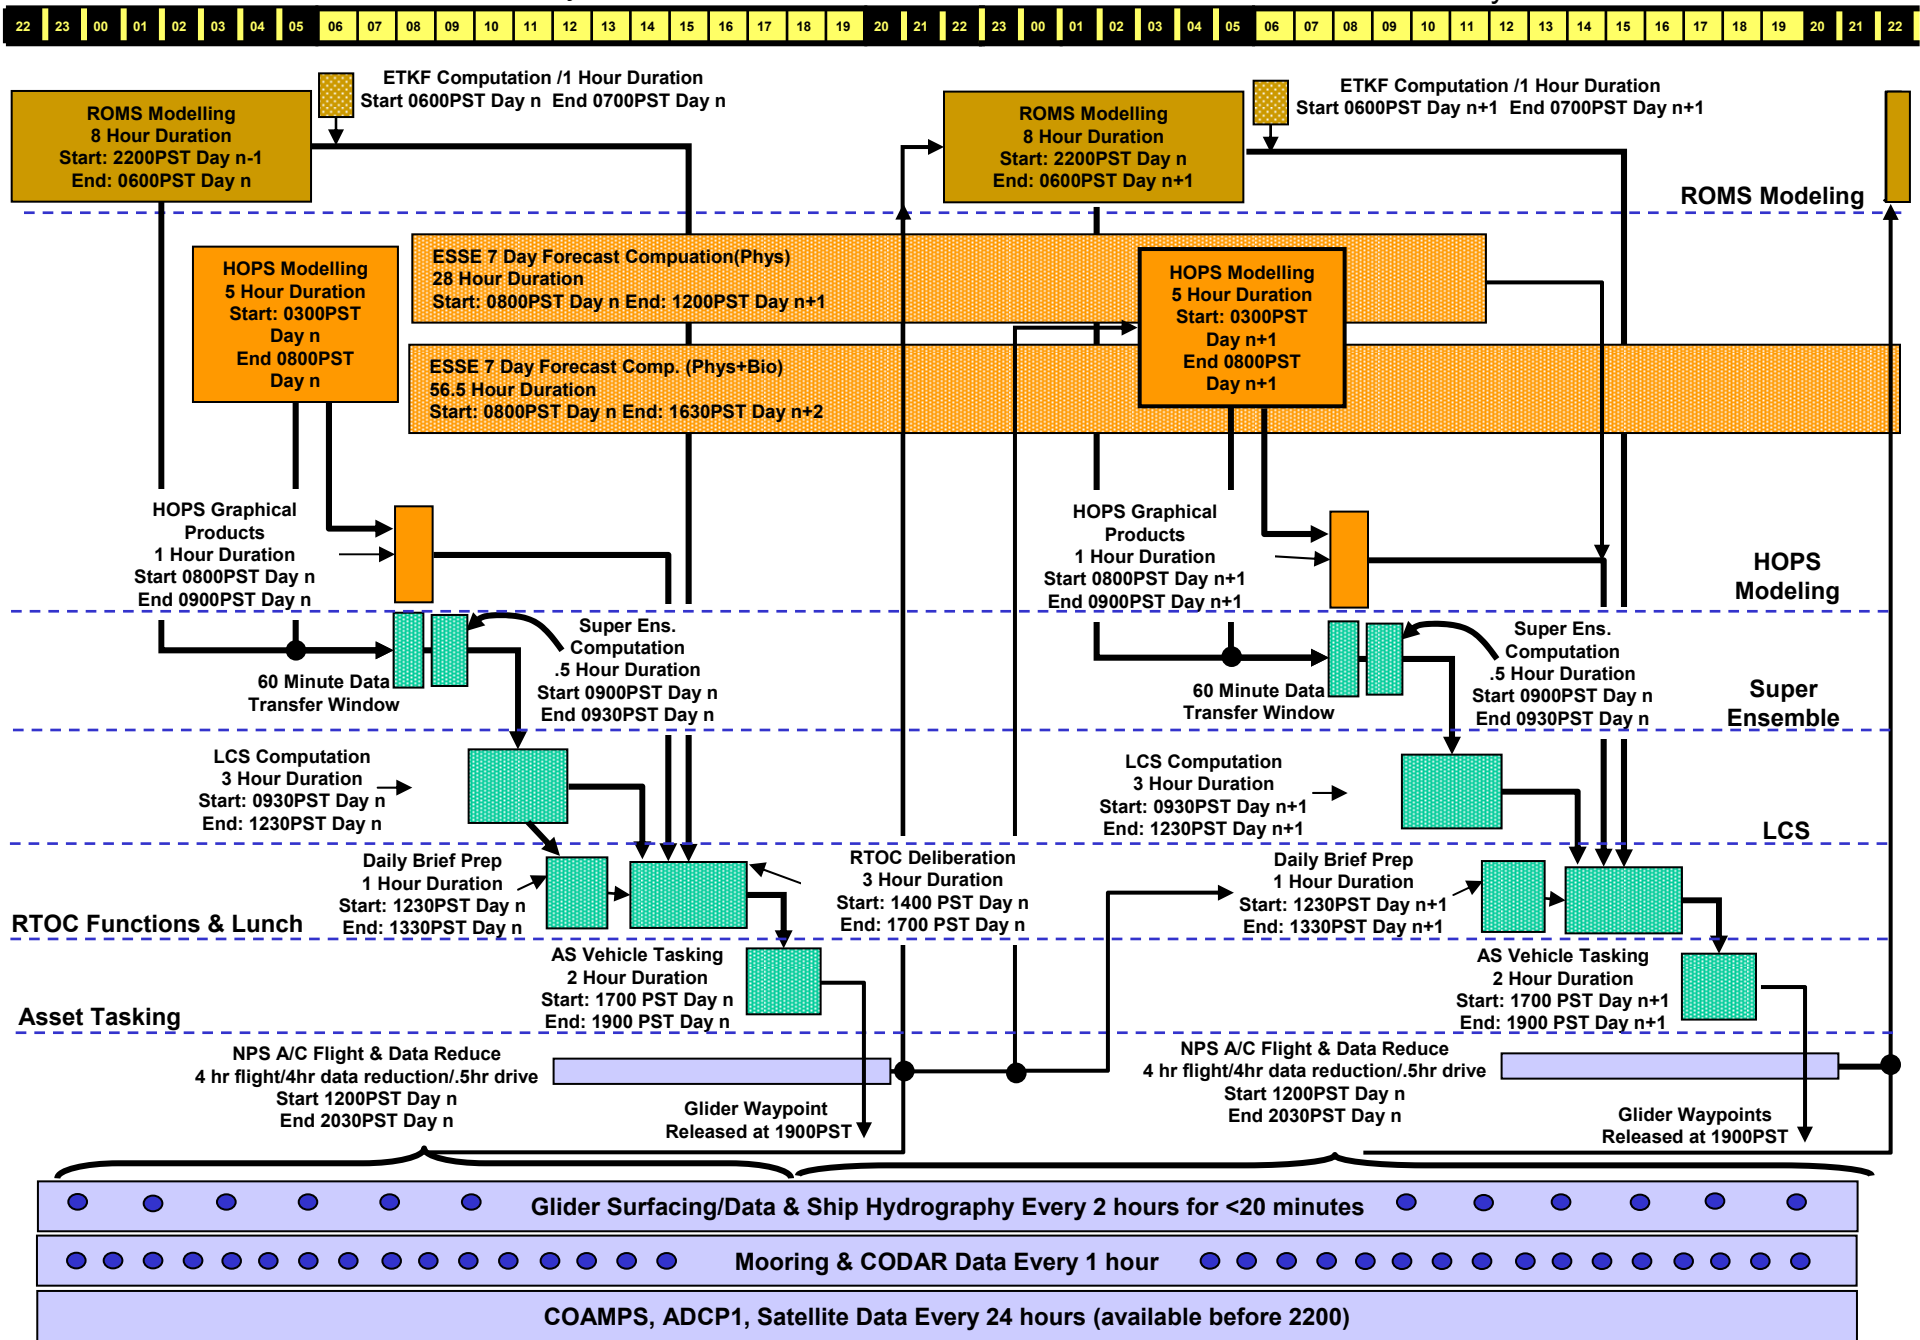 22 23 00 01 02 03 04 05 06 07 08 09 10 11 12 13 14 15 16 17 18 19 20 21 22 23 00 01 02 03 04 05 06 07 08 09 10 11 12 13 14 15 16 17 18 19 20 21 22
ROMS Modelling
8 Hour Duration
Start: 2200PST Day n-1
End: 0600PST Day n
ETKF Computation /1 Hour Duration
Start 0600PST Day n End 0700PST Day n
ROMS Modelling
8 Hour Duration
Start: 2200PST Day n
End: 0600PST Day n+1
ETKF Computation /1 Hour Duration
Start 0600PST Day n+1 End 0700PST Day n+1
ROMS Modeling
HOPS Modelling
5 Hour Duration
Start: 0300PST
Day n
End 0800PST
Day n
ESSE 7 Day Forecast Compuation(Phys)
28 Hour Duration
Start: 0800PST Day n End: 1200PST Day n+1
ESSE 7 Day Forecast Comp. (Phys+Bio)
56.5 Hour Duration
Start: 0800PST Day n End: 1630PST Day n+2
HOPS Modelling
5 Hour Duration
Start: 0300PST
Day n+1
End 0800PST
Day n+1
HOPS Graphical
Products
1 Hour Duration
Start 0800PST Day n
End 0900PST Day n
HOPS Graphical
Products
1 Hour Duration
Start 0800PST Day n+1
End 0900PST Day n+1
HOPS
Modeling
Super Ens.
Computation
.5 Hour Duration
Start 0900PST Day n
End 0930PST Day n
60 Minute Data
Transfer Window
Super Ens.
Computation
.5 Hour Duration
Start 0900PST Day n
End 0930PST Day n
60 Minute Data
Transfer Window
Super
Ensemble
LCS Computation
3 Hour Duration
Start: 0930PST Day n
End: 1230PST Day n
LCS Computation
3 Hour Duration
Start: 0930PST Day n+1
End: 1230PST Day n+1
LCS
Daily Brief Prep
1 Hour Duration
Start: 1230PST Day n
End: 1330PST Day n
RTOC Deliberation
3 Hour Duration
Start: 1400 PST Day n
End: 1700 PST Day n
Daily Brief Prep
1 Hour Duration
Start: 1230PST Day n+1
End: 1330PST Day n+1
RTOC Functions & Lunch
AS Vehicle Tasking
2 Hour Duration
Start: 1700 PST Day n
End: 1900 PST Day n
AS Vehicle Tasking
2 Hour Duration
Start: 1700 PST Day n+1
End: 1900 PST Day n+1
Asset Tasking
NPS A/C Flight & Data Reduce
4 hr flight/4hr data reduction/.5hr drive
Start 1200PST Day n
End 2030PST Day n
Glider Waypoint
Released at 1900PST
NPS A/C Flight & Data Reduce
4 hr flight/4hr data reduction/.5hr drive
Start 1200PST Day n
End 2030PST Day n
Glider Waypoints
Released at 1900PST
Glider Surfacing/Data & Ship Hydrography Every 2 hours for <20 minutes
Mooring & CODAR Data Every 1 hour
COAMPS, ADCP1, Satellite Data Every 24 hours (available before 2200)